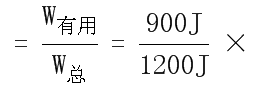 = W有用/W总 = 900J/1200J ×